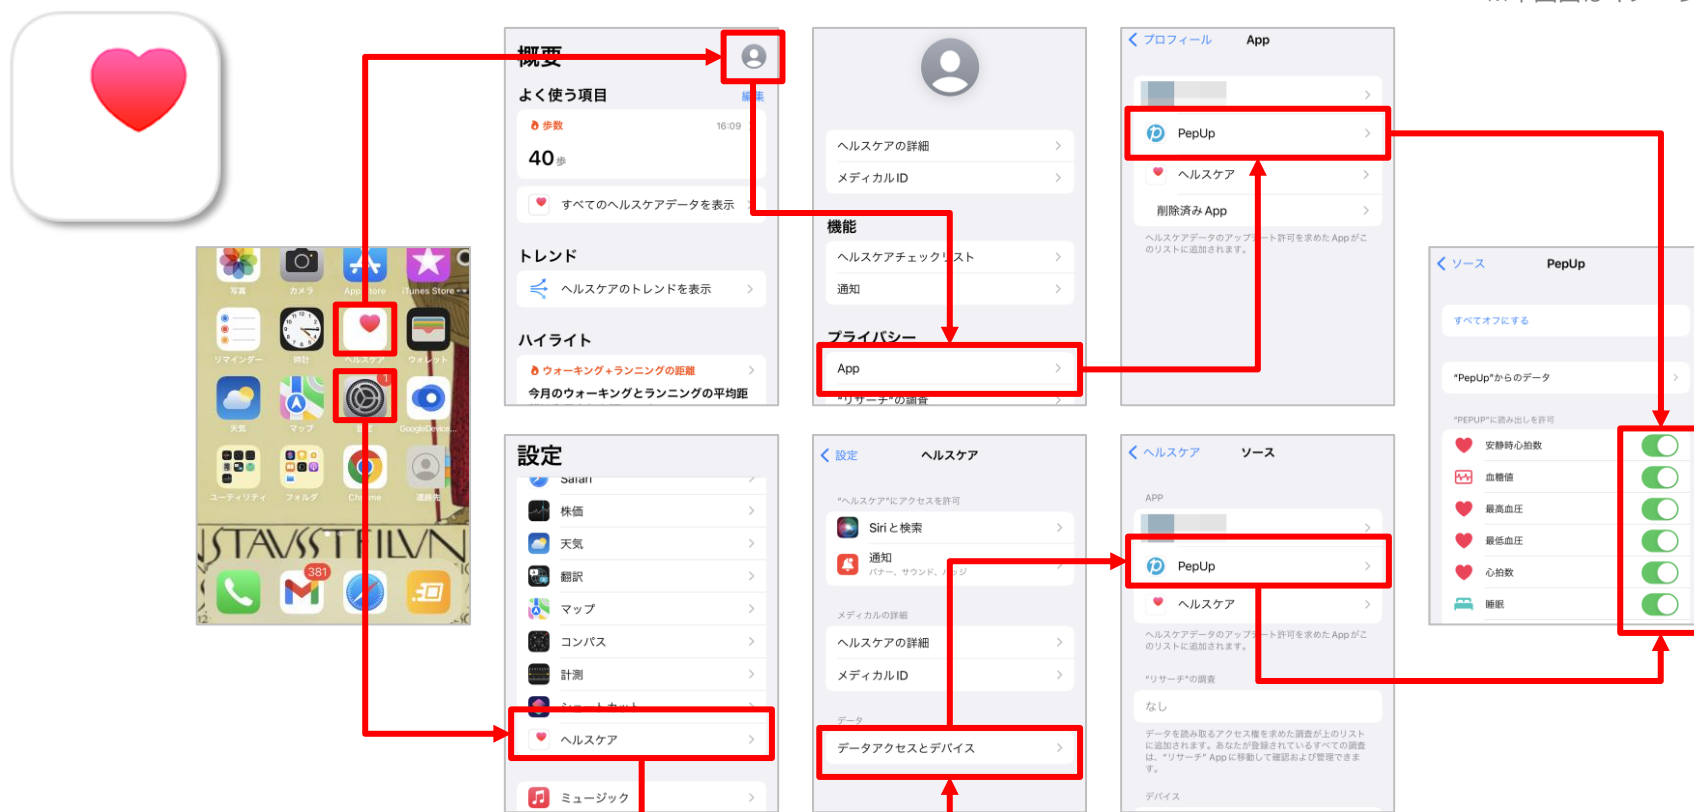 概要
よく使う項目 編集
歩数 16:09
40歩
すべてのヘルスケアデータを表示
トレンド
ヘルスケアのトレンドを表示
ハイライト
ウォーキング+ランニングの距離
今月のウォーキングとランニングの平均距
ヘルスケアの詳細
メディカルID
機能
ヘルスケアチェックリスト
通知
プライバシー
App
"リサーチ"の調査
プロフィール App
PepUp
ヘルスケア
削除済み App
ヘルスケアデータのアップデート許可を求めた App がこ
のリストに追加されます。
写真 カメラ App Store iTunes Store
リマインダー 時計 ヘルスケア ウォレット
1
天気 マップ 設定 GoogleDevice...
ユーティリティ フォルダ Chrome 連絡先
381
設定
Safari
株価
天気
翻訳
マップ
コンパス
計測
ショートカット
ヘルスケア
ミュージック
設定 ヘルスケア
"ヘルスケア"にアクセスを許可
Siriと検索
通知
バナー、サウンド、バッジ
メディカルの詳細
ヘルスケアの詳細
メディカルID
データ
データアクセスとデバイス
ヘルスケア ソース
APP
PepUp
ヘルスケア
ヘルスケアデータのアップデート許可を求めた App がこ
のリストに追加されます。
"リサーチ"の調査
なし
データを読み取るアクセス権を求めた調査が上のリスト
に追加されます。あなたが登録されているすべての調査
は、"リサーチ" App に移動して確認および管理できま
す。
デバイス
ソース PepUp
すべてオフにする
"PepUp"からのデータ
"PEPUP"に読み出しを許可
安静時心拍数
血糖値
最高血圧
最低血圧
心拍数
睡眠